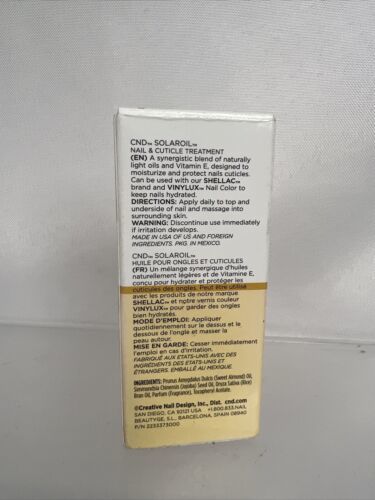 CND™ SOLAROIL™
NAIL & CUTICLE TREATMENT
(EN) A synergistic blend of naturally
light oils and Vitamin E, designed to
moisturize and protect nails cuticles.
Can be used with our SHELLAC™
brand and VINYLUX™ Nail Color to
keep nails hydrated.
DIRECTIONS: Apply daily to top and
underside of nail and massage into
surrounding skin.
WARNING: Discontinue use immediately
if irritation develops.
MADE IN USA OF US AND FOREIGN
INGREDIENTS. PKG. IN MEXICO.
CND™ SOLAROIL™
HUILE POUR ONGLES ET CUTICULES
(FR) Un mélange synergique d'huiles
naturellement légères et de Vitamine E,
conçu pour hydrater et protéger les
cuticules des ongles. Peut être utilisé
avec les produits de notre marque
SHELLAC™ et notre vernis couleur
VINYLUX™ pour garder des ongles
bien hydratés.
MODE D'EMPLOI: Appliquer
quotidiennement sur le dessus et le
dessous de l'ongle et masser la
peau autour.
MISE EN GARDE: Cesser immédiatement
l'emploi en cas d'irritation.
FABRIQUÉ AUX ÉTATS-UNIS AVEC DES
INGRÉDIENTS DES ÉTATS-UNIS ET
ÉTRANGERS. EMBALLÉ AU MEXIQUE.
INGREDIENTS: Prunus Amygdalus Dulcis (Sweet Almond) Oil,
Simmondsia Chinensis (Jojoba) Seed Oil, Oryza Sativa (Rice)
Bran Oil, Parfum (Fragrance), Tocopheryl Acetate.
©Creative Nail Design, Inc., Dist. cnd.com
SAN DIEGO, CA 92121 USA +1.800.833.NAIL
BEAUTYGE, S.L., BARCELONA, SPAIN 08940
P/N 2233373000